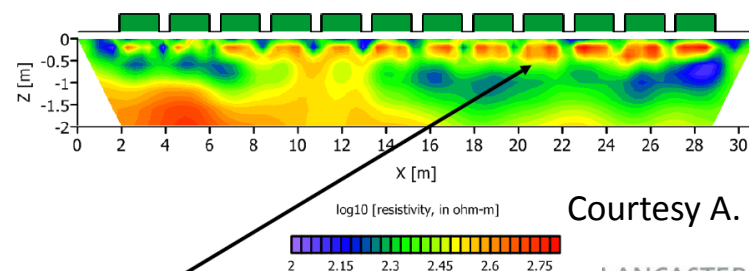 0
-0.5
-1
-1.5
-2
Z [m]
0 2 4 6 8 10 12 14 16 18 20 22 24 26 28 30
X [m]
log10 [resistivity, in ohm-m]
Courtesy A.
2 2.15 2.3 2.45 2.6 2.75
LANCASTER